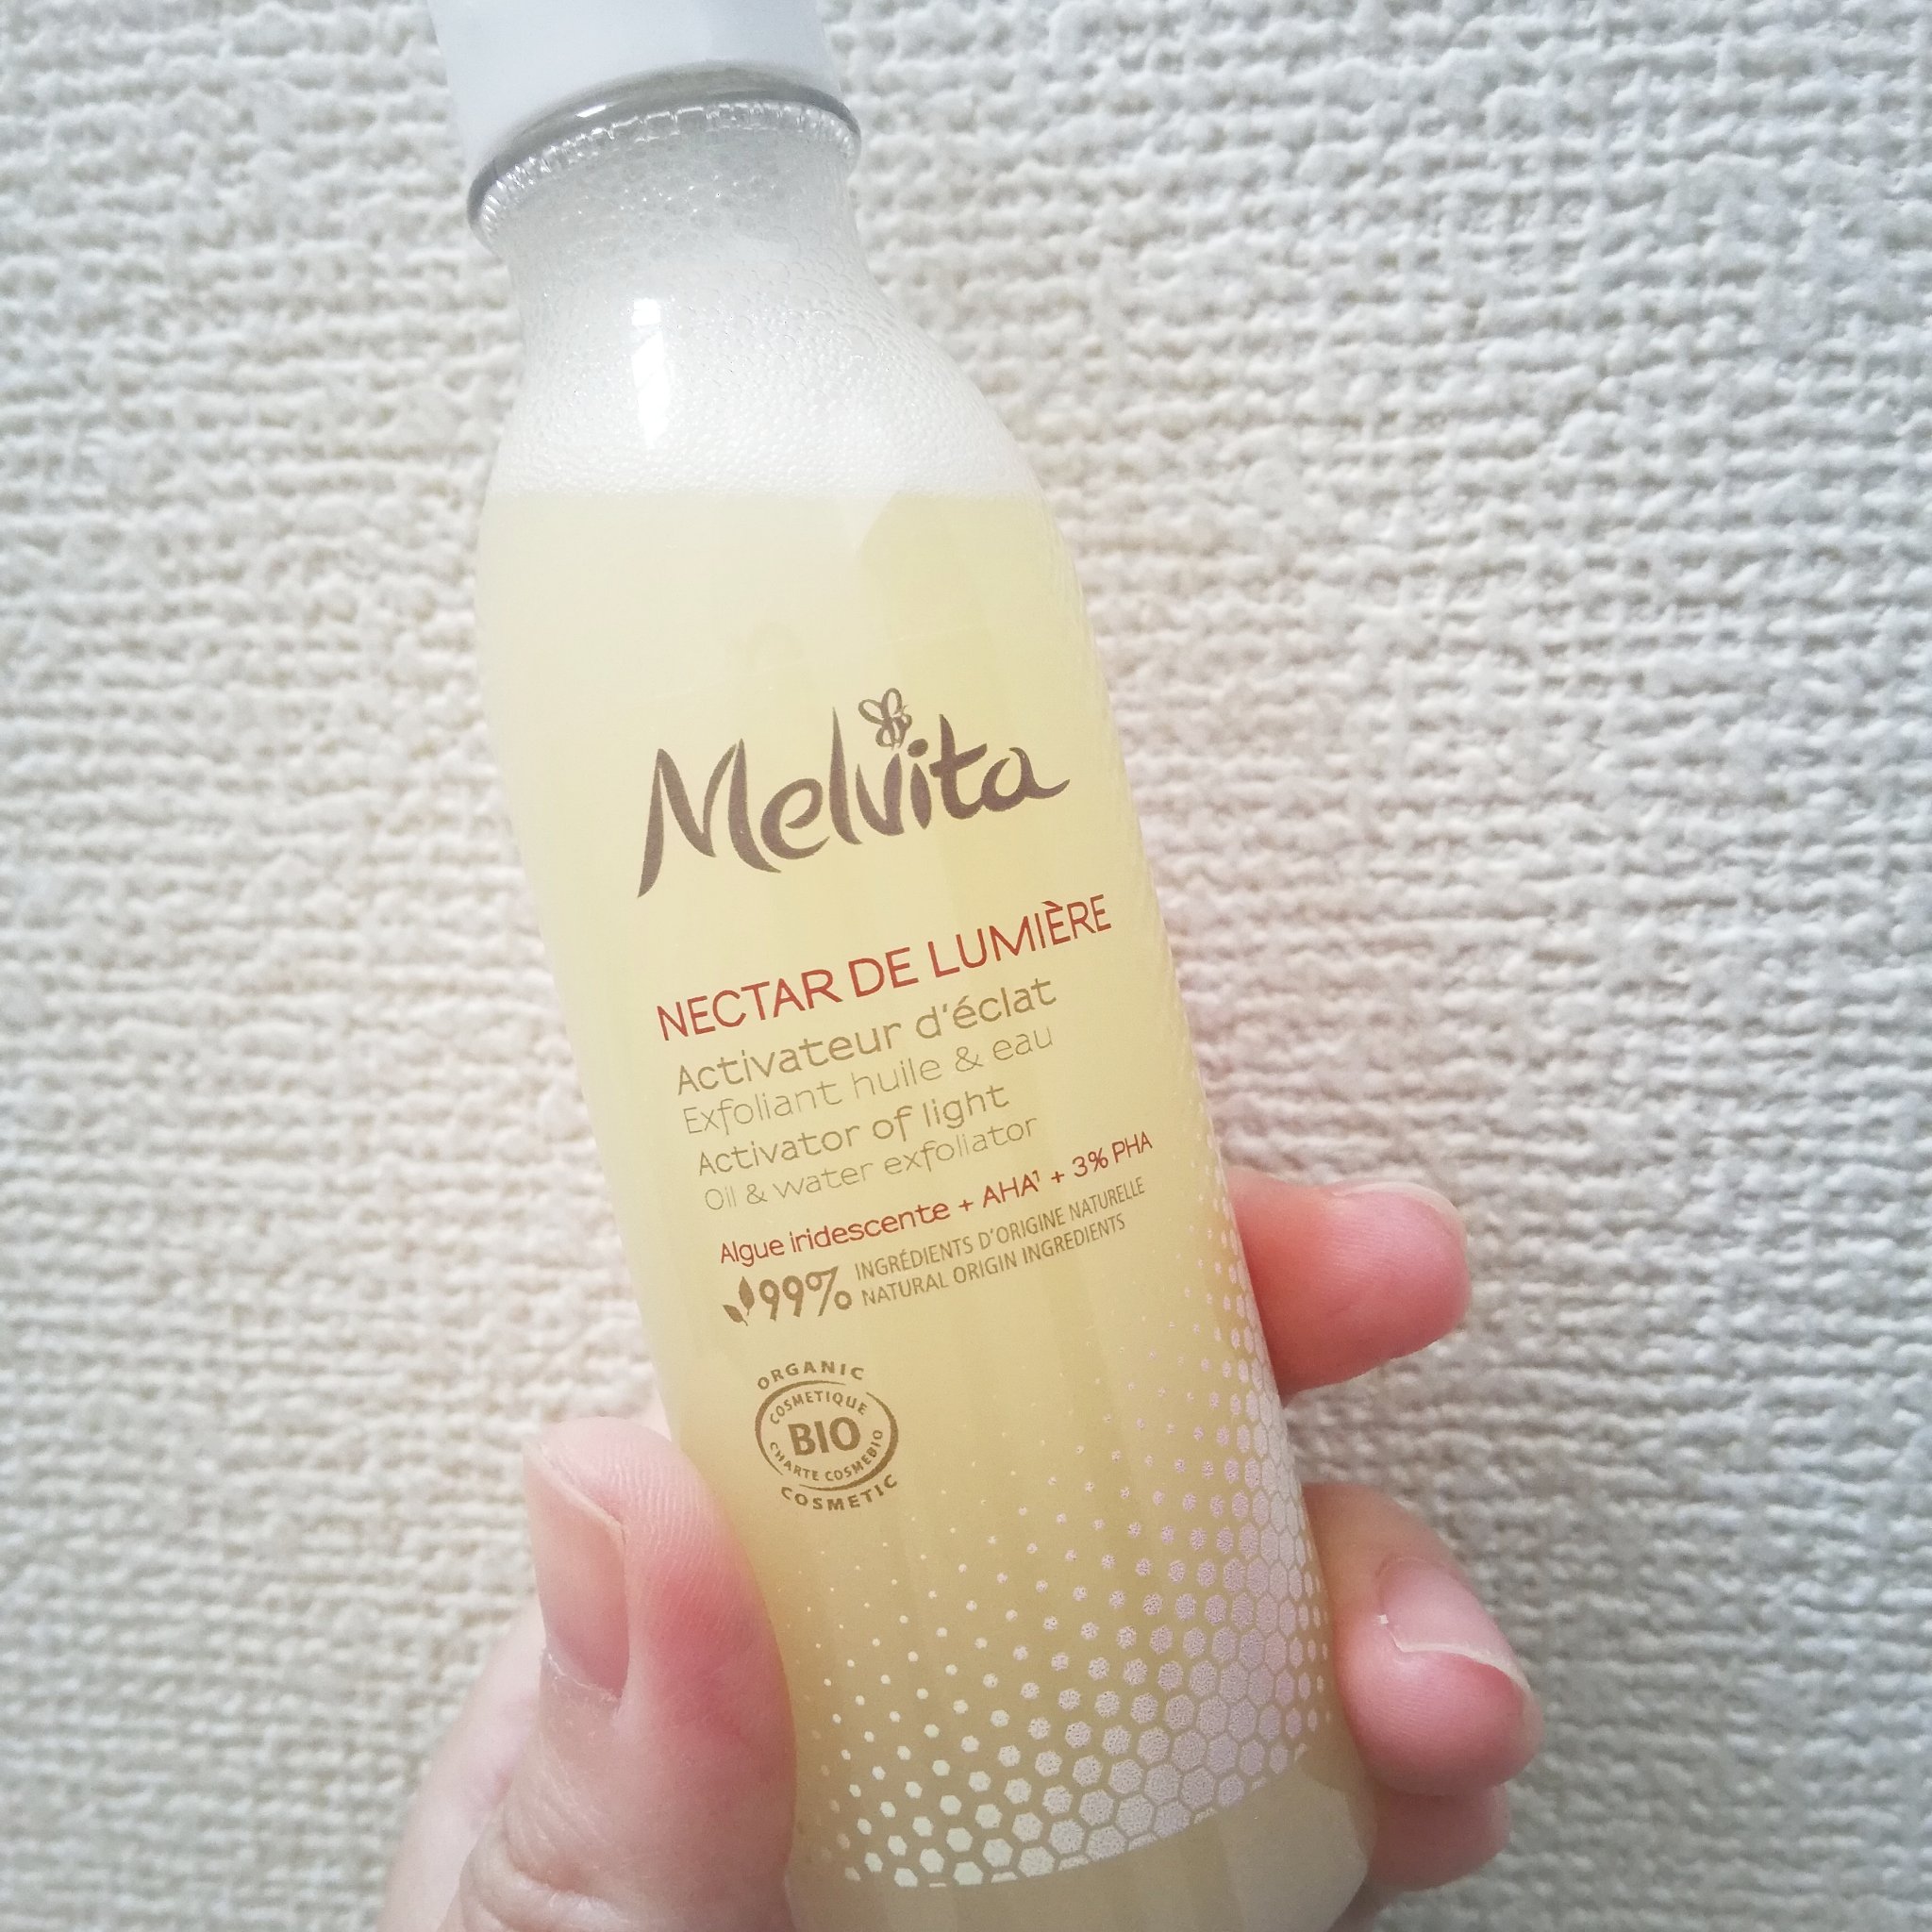 Melvita
NECTAR DE LUMIÈRE
Activateur d'éclat
Exfoliant huile & eau
Activator of light
Oil & water exfoliator
Algue iridescente + AHA¹ + 3% PHA
99% INGRÉDIENTS D'ORIGINE NATURELLE
NATURAL ORIGIN INGREDIENTS
ORGANIC
COSMETIQUE
BIO
CHARTE COSMEBIO
COSMETIC